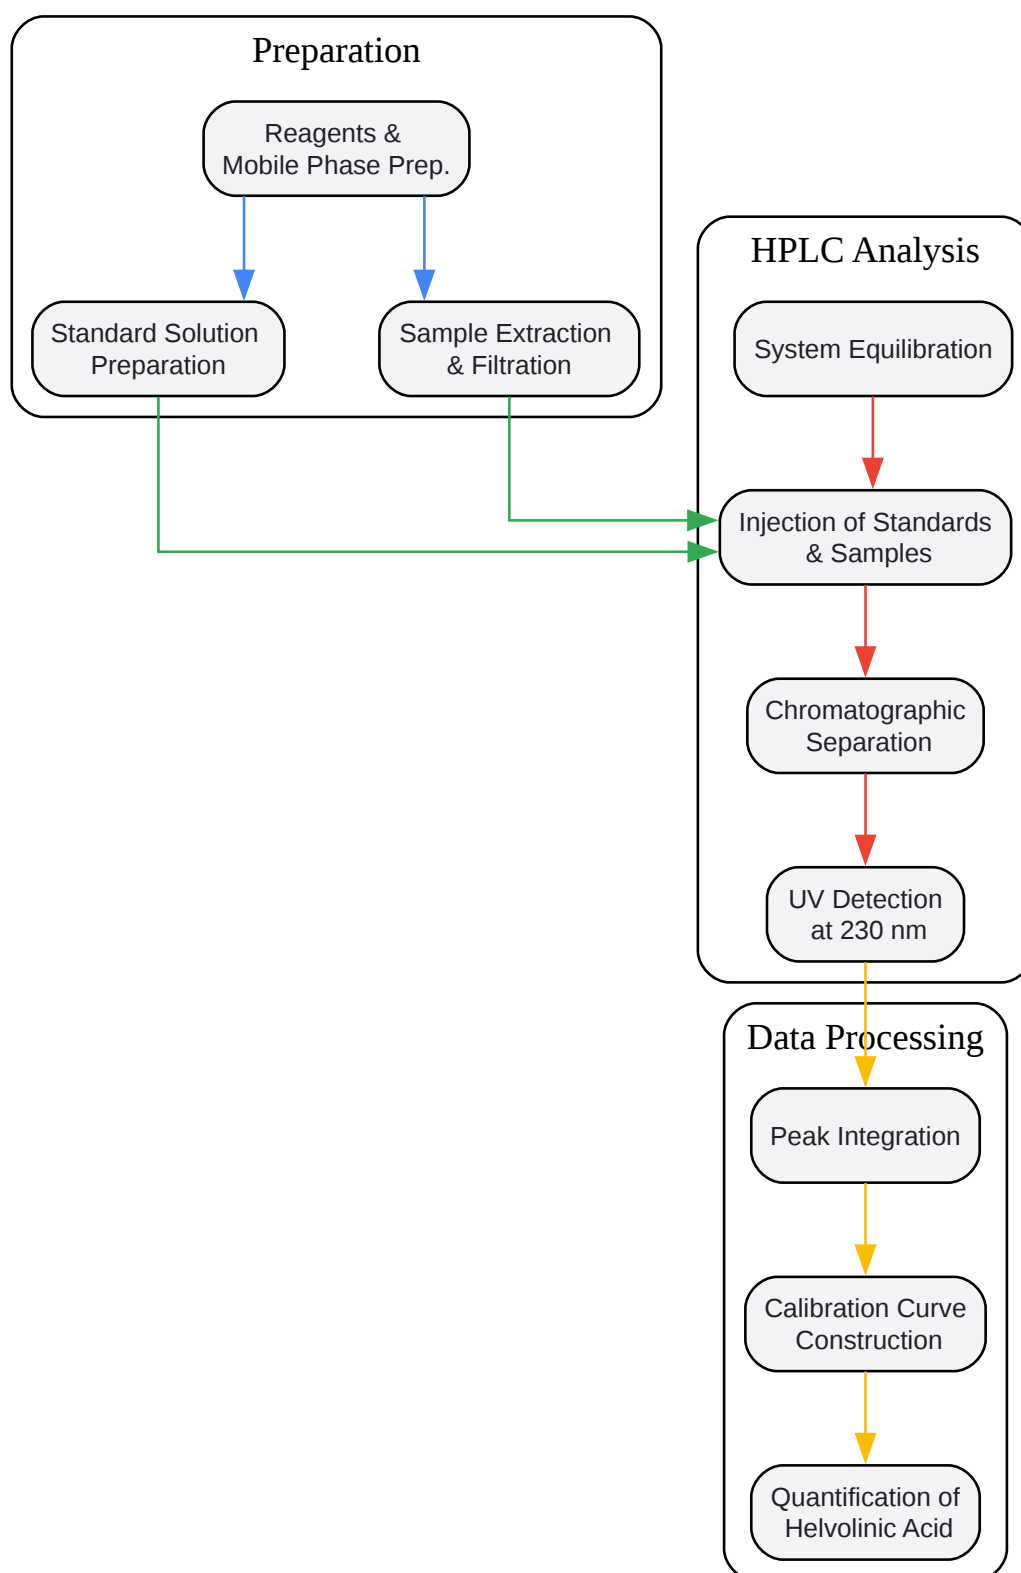 Preparation
Reagents &
Mobile Phase Prep.
Standard Solution
Preparation
Sample Extraction
& Filtration
HPLC Analysis
System Equilibration
Injection of Standards
& Samples
Chromatographic
Separation
UV Detection
at 230 nm
Data Processing
Peak Integration
Calibration Curve
Construction
Quantification of
Helvolinic Acid